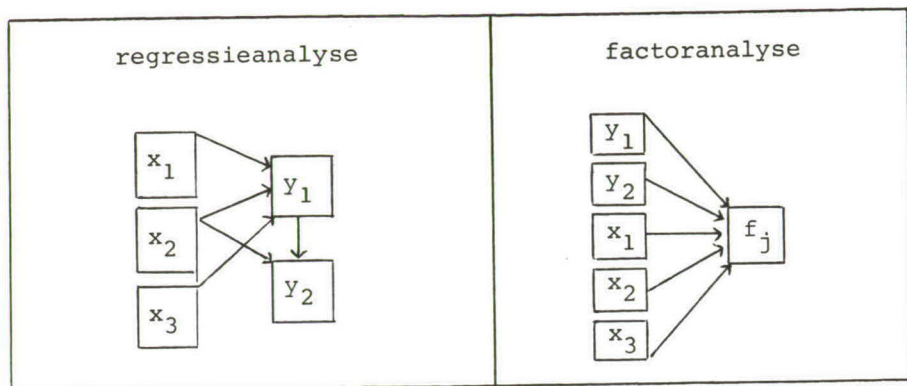 regressieanalyse
x1
x2
x3
y1
y2
factoranalyse
y1
y2
x1
x2
x3
fj